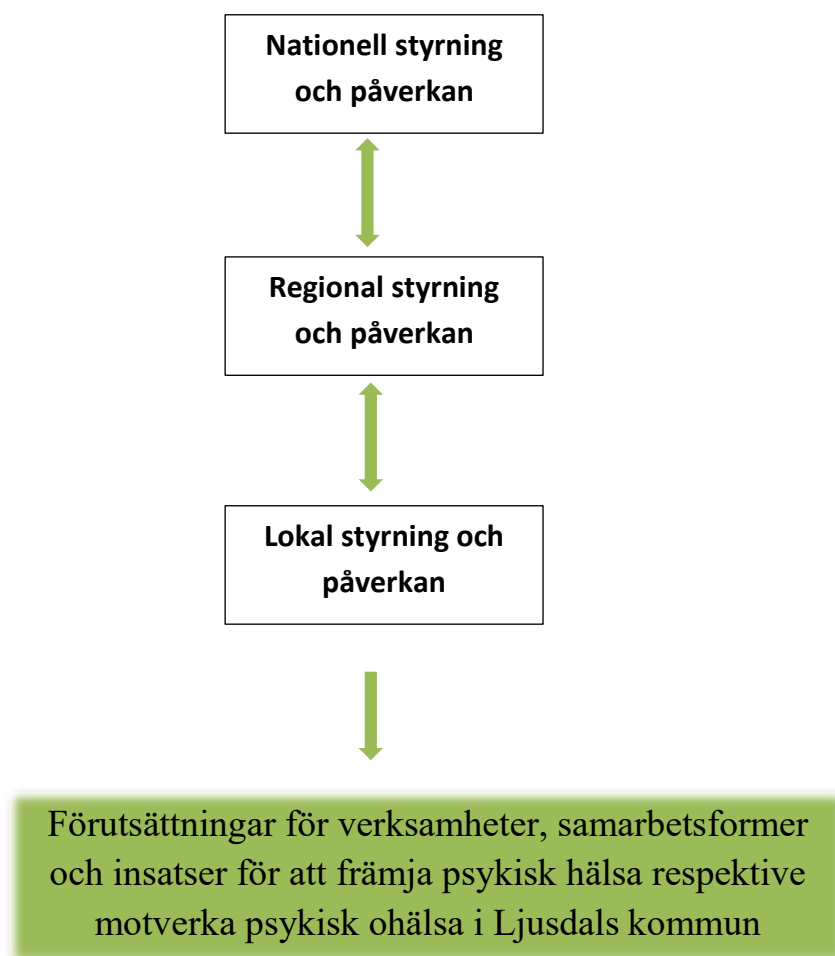 Nationell styrning
och påverkan
Regional styrning
och påverkan
Lokal styrning och
påverkan
Förutsättningar för verksamheter, samarbetsformer
och insatser för att främja psykisk hälsa respektive
motverka psykisk ohälsa i Ljusdals kommun